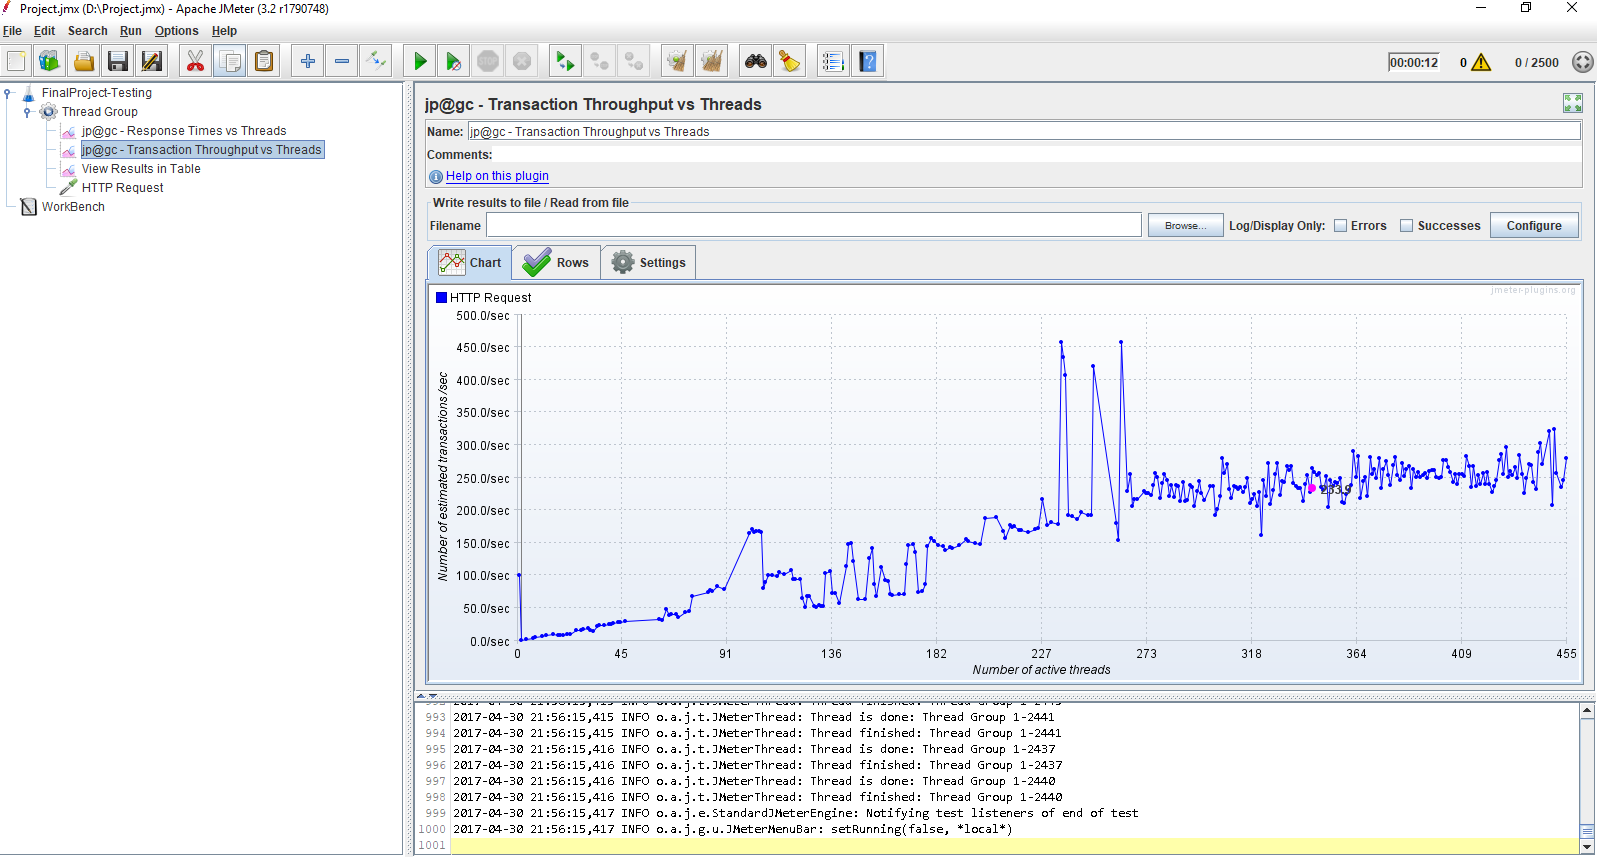 Project.jmx (D:\Project.jmx) - Apache JMeter (3.2 r1790748)
File Edit Search Run Options Help
STOP
00:00:12 0 0 / 2500
FinalProject-Testing
Thread Group
jp@gc - Response Times vs Threads
jp@gc - Transaction Throughput vs Threads
View Results in Table
HTTP Request
WorkBench
jp@gc - Transaction Throughput vs Threads
Name: jp@gc - Transaction Throughput vs Threads
Comments:
Help on this plugin
Write results to file / Read from file
Filename Browse... Log/Display Only: Errors Successes Configure
Chart Rows Settings
HTTP Request
jmeter-plugins.org
500.0/sec
450.0/sec
400.0/sec
350.0/sec
300.0/sec
250.0/sec
200.0/sec
150.0/sec
100.0/sec
50.0/sec
0.0/sec
Number of estimated transactions /sec
233.9
0 45 91 136 182 227 273 318 364 409 455
Number of active threads
993 2017-04-30 21:56:15,415 INFO o.a.j.t.JMeterThread: Thread is done: Thread Group 1-2441
994 2017-04-30 21:56:15,415 INFO o.a.j.t.JMeterThread: Thread finished: Thread Group 1-2441
995 2017-04-30 21:56:15,416 INFO o.a.j.t.JMeterThread: Thread is done: Thread Group 1-2437
996 2017-04-30 21:56:15,416 INFO o.a.j.t.JMeterThread: Thread finished: Thread Group 1-2437
997 2017-04-30 21:56:15,416 INFO o.a.j.t.JMeterThread: Thread is done: Thread Group 1-2440
998 2017-04-30 21:56:15,416 INFO o.a.j.t.JMeterThread: Thread finished: Thread Group 1-2440
999 2017-04-30 21:56:15,417 INFO o.a.j.e.StandardJMeterEngine: Notifying test listeners of end of test
1000 2017-04-30 21:56:15,417 INFO o.a.j.g.u.JMeterMenuBar: setRunning(false, *local*)
1001